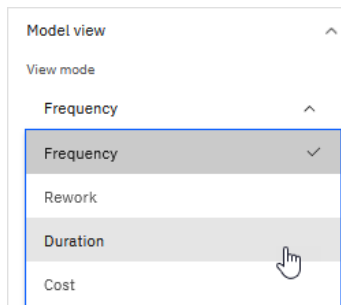 Model view
View mode
Frequency
Frequency
Rework
Duration
Cost